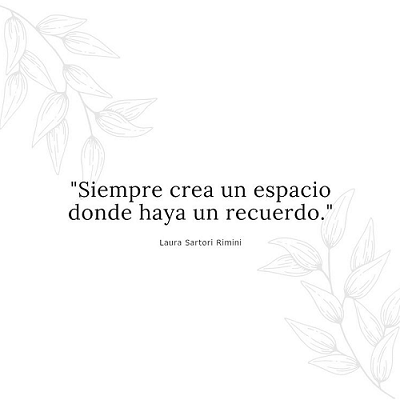 "Siempre crea un espacio
donde haya un recuerdo."
Laura Sartori Rimini